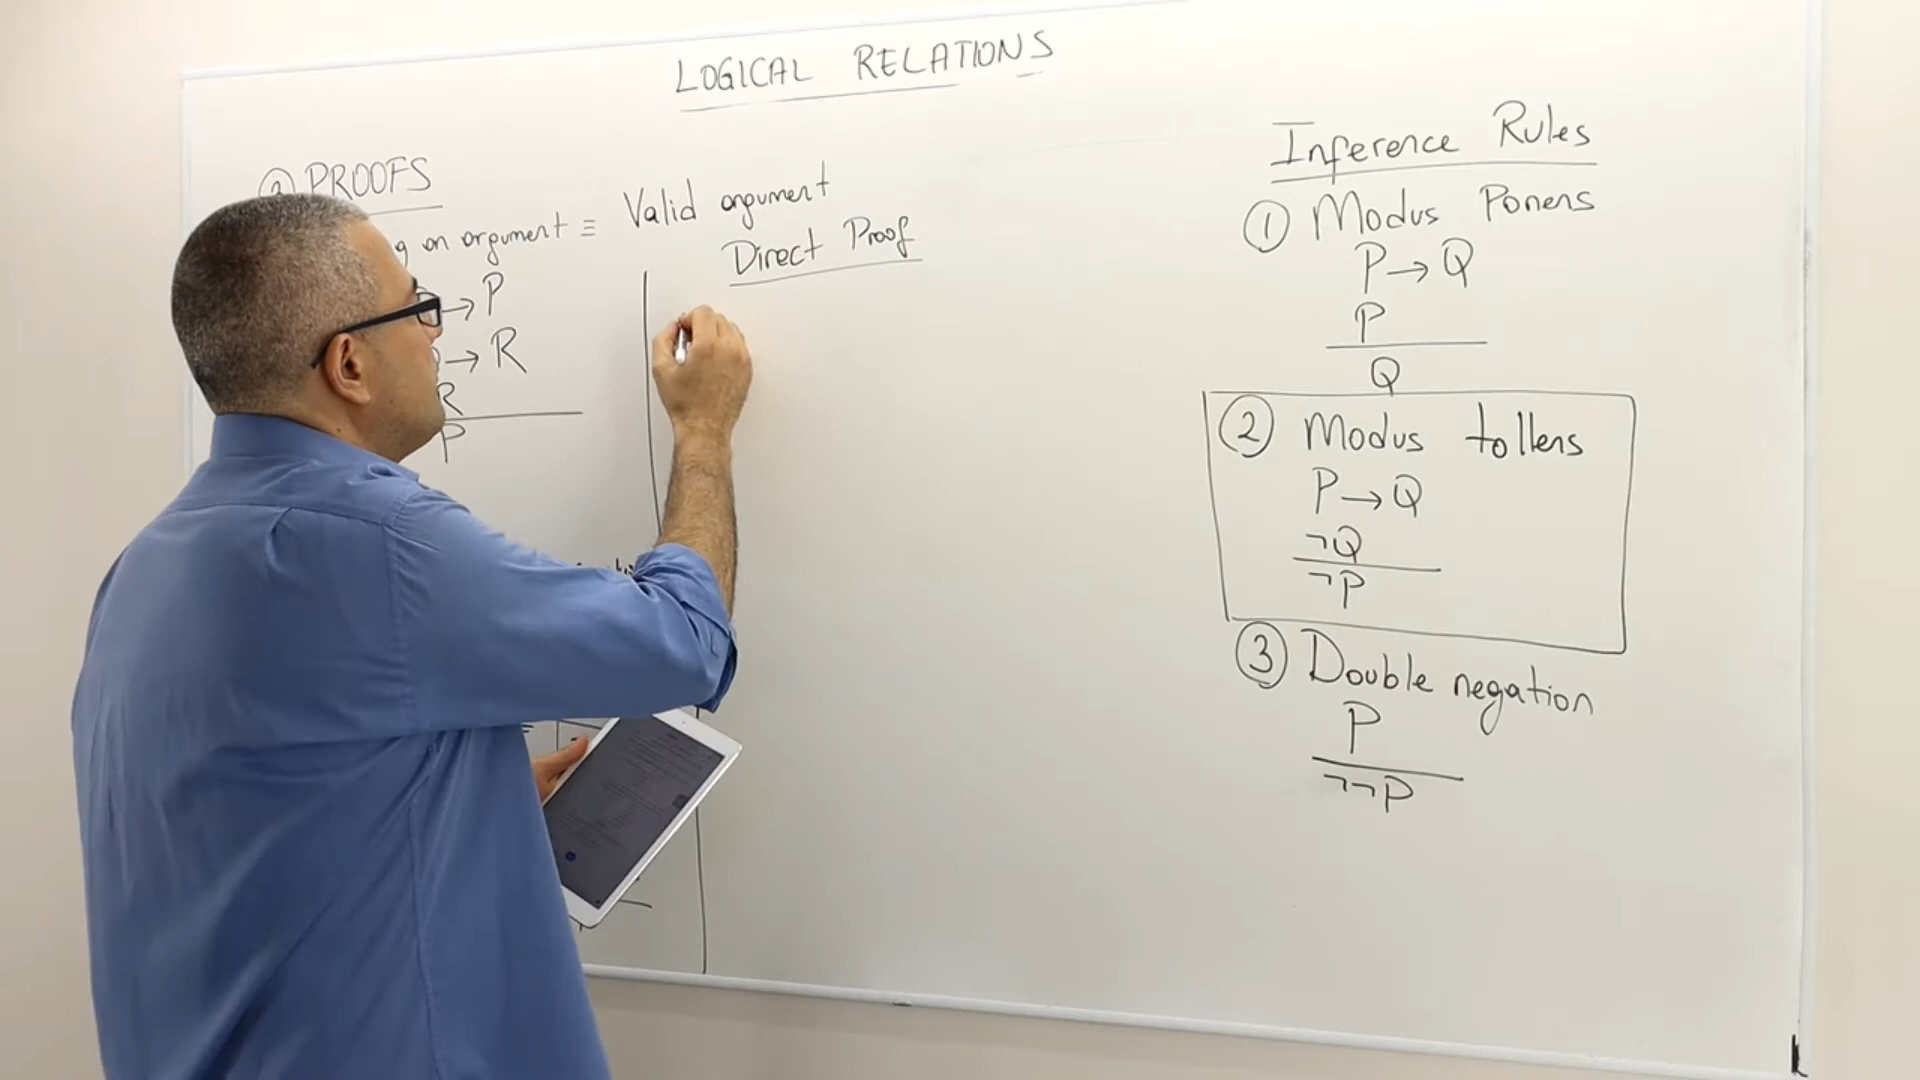 LOGICAL RELATIONS
PROOFS
on argument ≡ Valid argument
Direct Proof
→ P
→ R
R
P
Inference Rules
① Modus Ponens
P → Q
P
Q
② Modus tollens
P → Q
¬Q
¬P
③ Double negation
P
¬¬P